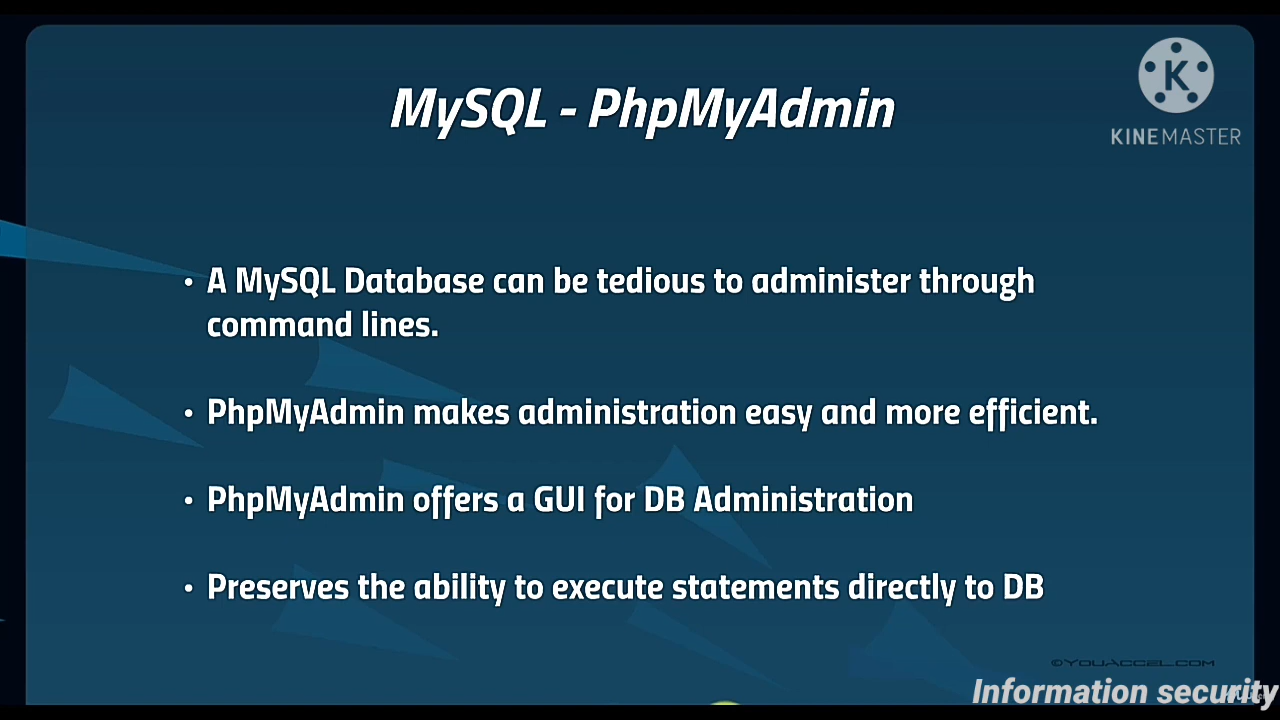 K
KINEMASTER
MySQL - PhpMyAdmin
• A MySQL Database can be tedious to administer through
command lines.
• PhpMyAdmin makes administration easy and more efficient.
• PhpMyAdmin offers a GUI for DB Administration
• Preserves the ability to execute statements directly to DB
©YOUACCEL.COM
Information security